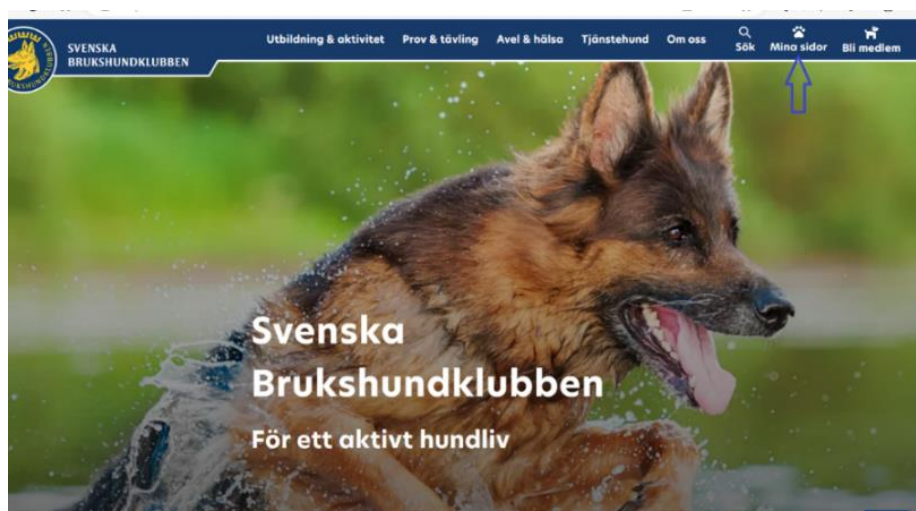 SVENSKA
BRUKSHUNDKLUBBEN
Utbildning & aktivitet Prov & tävling Avel & hälsa Tjänstehund Om oss Sök Mina sidor Bli medlem
Svenska
Brukshundklubben
För ett aktivt hundliv